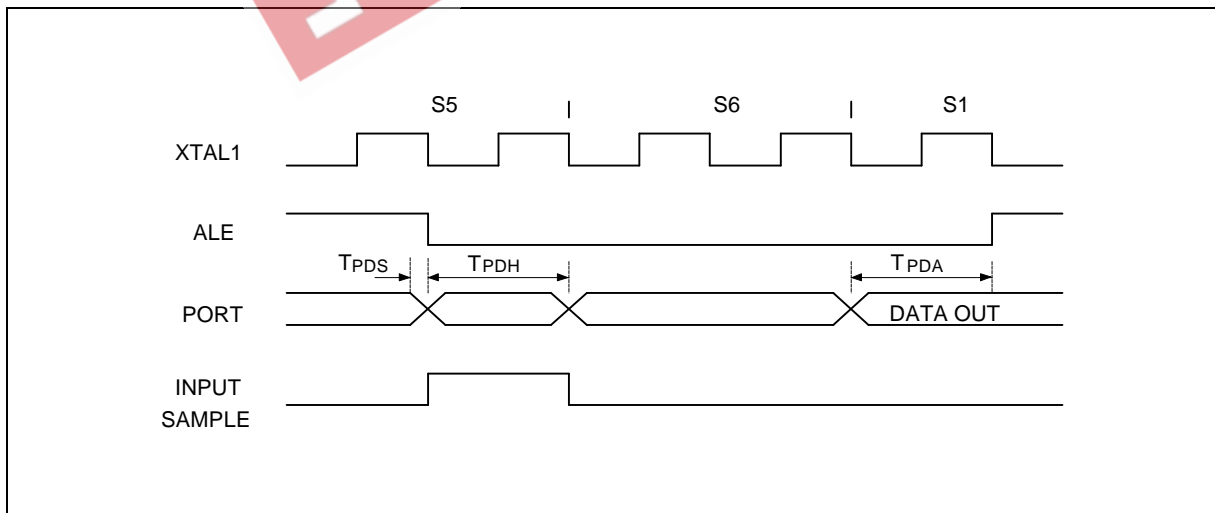 S5 S6 S1
XTAL1
ALE
TPDS TPDH TPDA
PORT DATA OUT
INPUT
SAMPLE